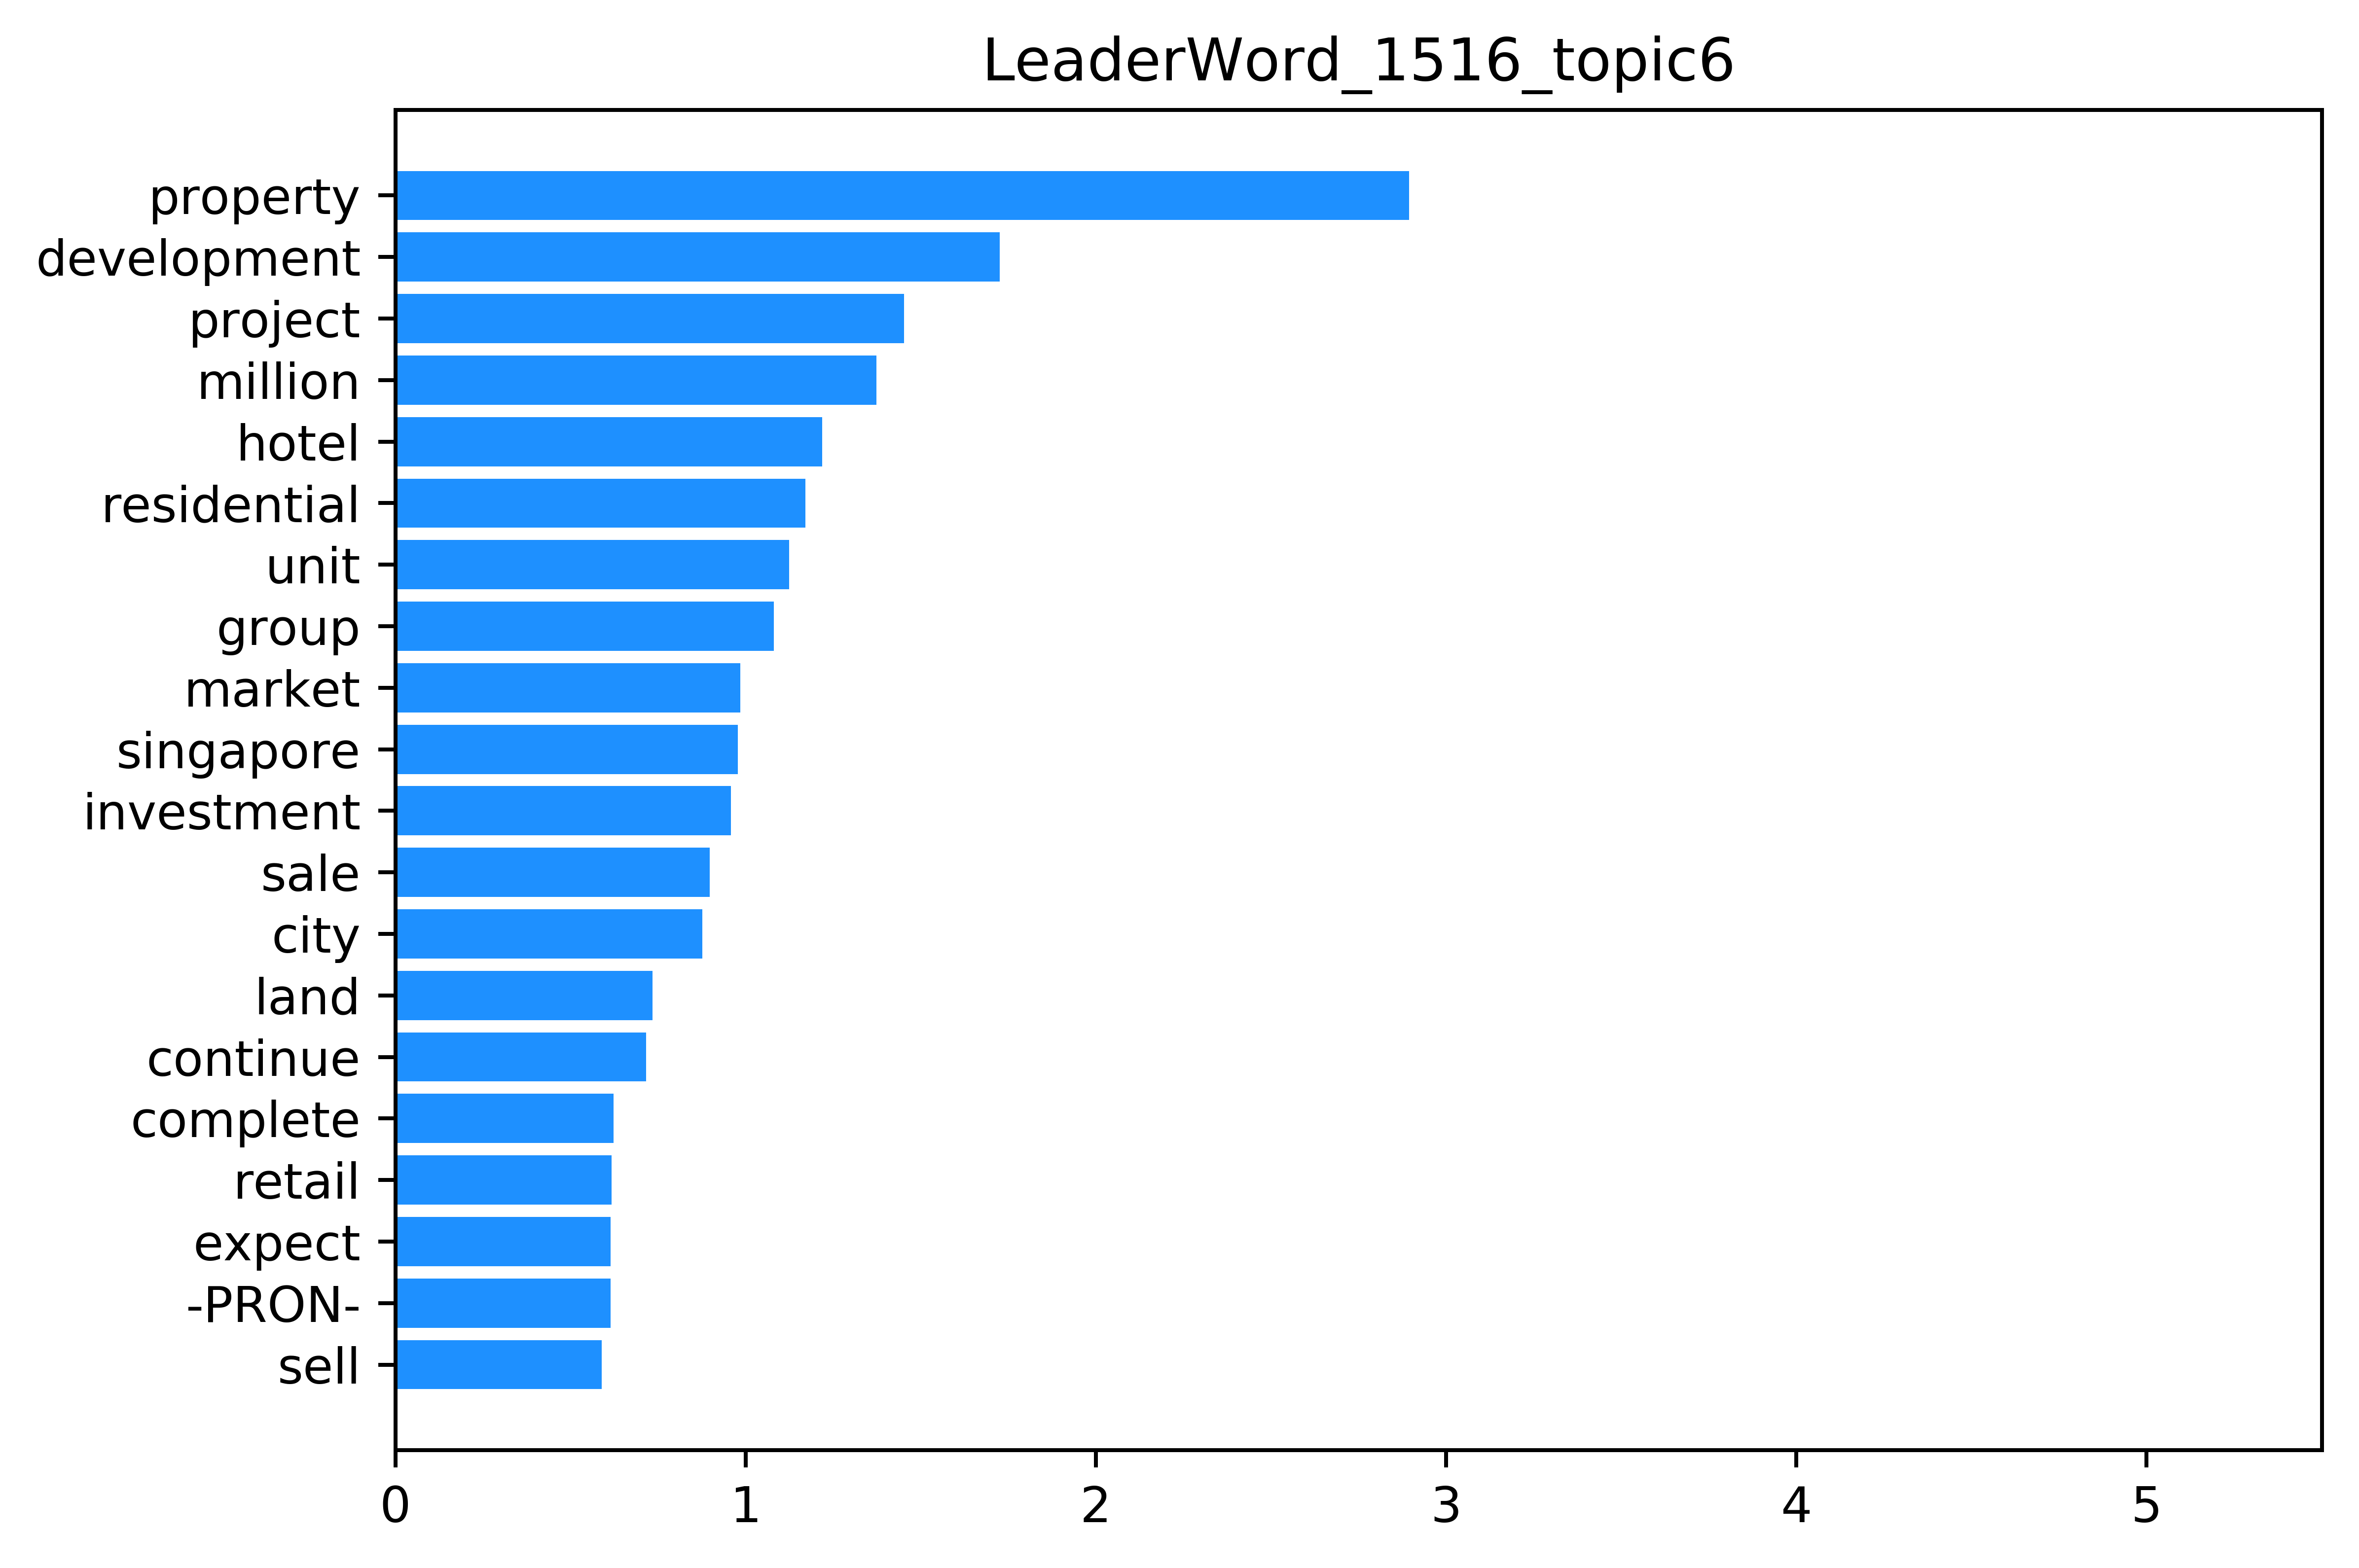 LeaderWord_1516_topic6
property
development
project
million
hotel
residential
unit
group
market
singapore
investment
sale
city
land
continue
complete
retail
expect
-PRON-
sell
0 1 2 3 4 5